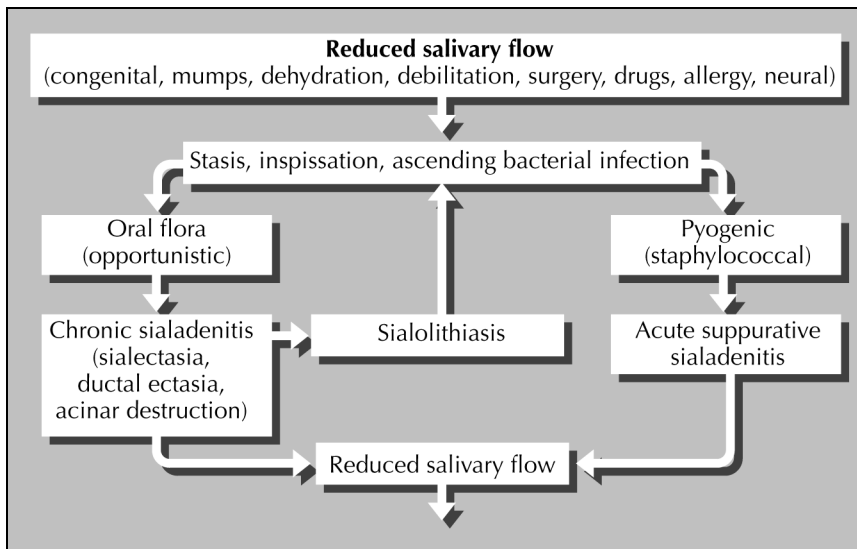 Reduced salivary flow
(congenital, mumps, dehydration, debilitation, surgery, drugs, allergy, neural)
Stasis, inspissation, ascending bacterial infection
Oral flora
(opportunistic)
Pyogenic
(staphylococcal)
Chronic sialadenitis
(sialectasia,
ductal ectasia,
acinar destruction)
Sialolithiasis
Acute suppurative
sialadenitis
Reduced salivary flow